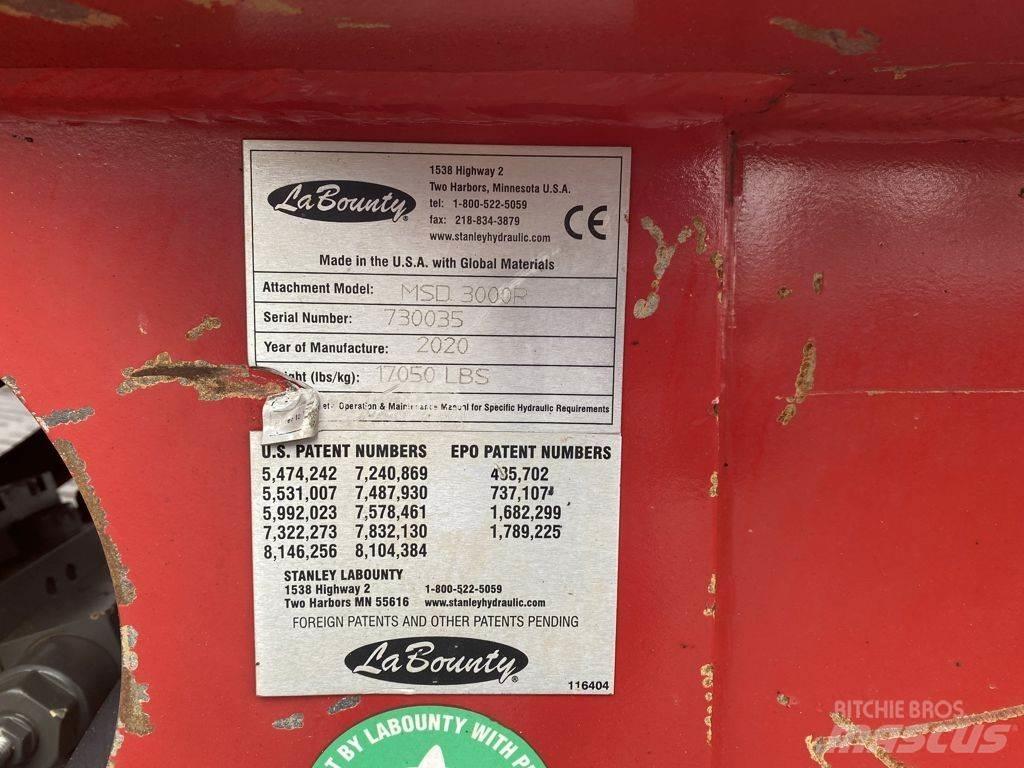 1538 Highway 2
Two Harbors, Minnesota U.S.A.
LaBounty®
tel: 1-800-522-5059
fax: 218-834-3879
www.stanleyhydraulic.com
CE
Made in the U.S.A. with Global Materials
Attachment Model: MSD 3000R
Serial Number: 730035
Year of Manufacture: 2020
(lbs/kg): 17050 LBS
Operation & Maintenance Manual for Specific Hydraulic Requirements
U.S. PATENT NUMBERS EPO PATENT NUMBERS
5,474,242 7,240,869 485,702
5,531,007 7,487,930 737,107
5,992,023 7,578,461 1,682,299
7,322,273 7,832,130 1,789,225
8,146,256 8,104,384
STANLEY LABOUNTY
1538 Highway 2 1-800-522-5059
Two Harbors MN 55616 www.stanleyhydraulic.com
FOREIGN PATENTS AND OTHER PATENTS PENDING
LaBounty®
116404
BY LABOUNTY WITH
RITCHIE BROS.
mascus